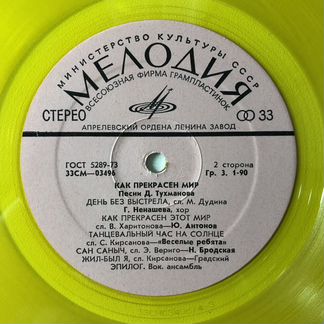 МИНИСТЕРСТВО КУЛЬТУРЫ СССР
МЕЛОДИЯ
ВСЕСОЮЗНАЯ ФИРМА ГРАМПЛАСТИНОК
СТЕРЕО 33
АПРЕЛЕВСКИЙ ОРДЕНА ЛЕНИНА ЗАВОД
ГОСТ 5289-73 2 сторона
33СМ—03496 Гр. 3. 1-90
КАК ПРЕКРАСЕН МИР
Песни Д. Тухманова
ДЕНЬ БЕЗ ВЫСТРЕЛА, сл. М. Дудина
Г. Ненашева, хор
КАК ПРЕКРАСЕН ЭТОТ МИР
сл. В. Харитонова—Ю. Антонов
ТАНЦЕВАЛЬНЫЙ ЧАС НА СОЛНЦЕ
сл. С. Кирсанова—«Веселые ребята»
САН САНЫЧ, сл. Э. Вериго—Н. Бродская
ЖИЛ-БЫЛ Я, сл. Кирсанова—Градский
ЭПИЛОГ. Вок. ансамбль